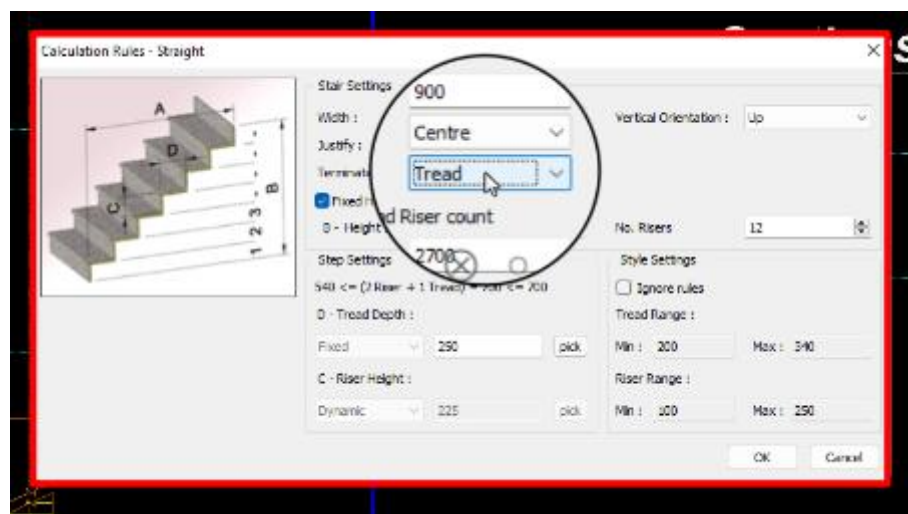 Calculation Rules - Straight
Stair Settings
900
Width :
Centre
Vertical Orientation :
Up
Justify :
Tread
Fixed
Riser count
B - Height
2700
No. Risers
12
A
D
C
B
1 2 3
Step Settings
Style Settings
540 <= (2 Riser + 1 Tread) = 700 <= 700
Ignore rules
D - Tread Depth :
Tread Range :
Fixed
250
pick
Min : 200
Max : 340
C - Riser Height :
Riser Range :
Dynamic
225
pick
Min : 100
Max : 250
OK
Cancel